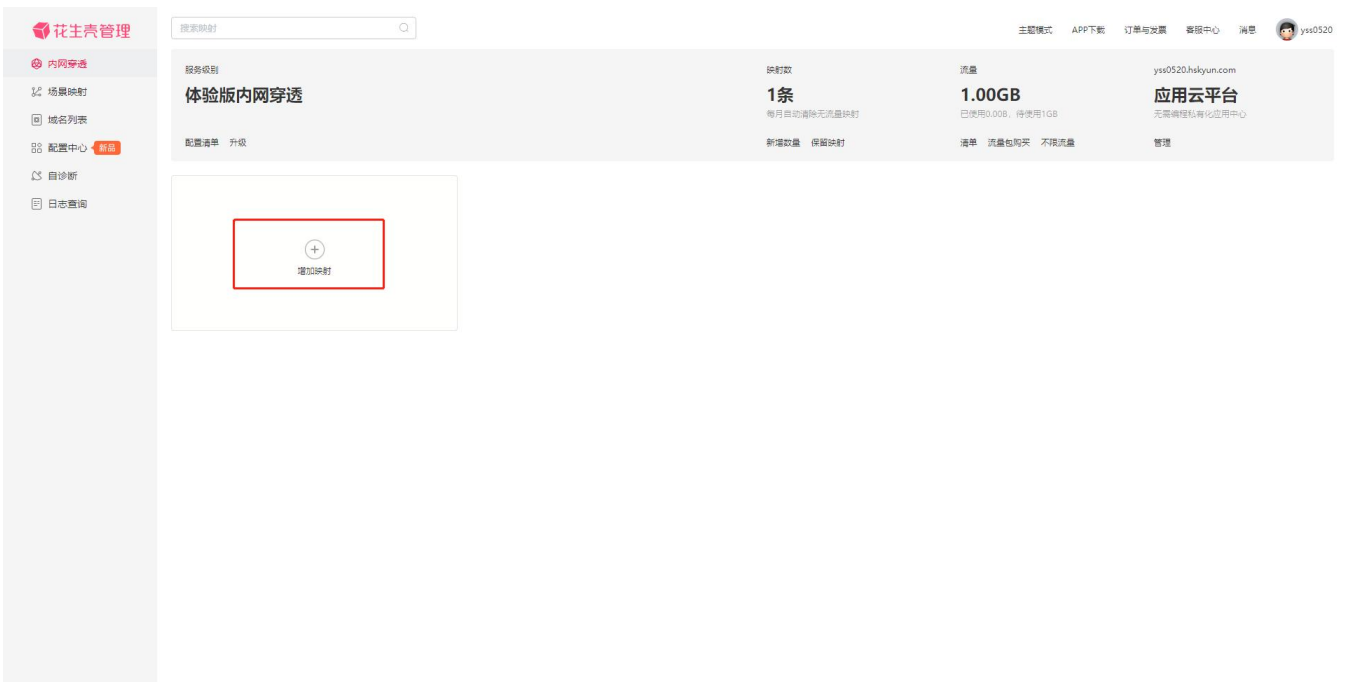 花生壳管理
搜索映射
主题模式 APP下载 订单与发票 客服中心 消息 yss0520
内网穿透
场景映射
域名列表
配置中心 新品
自诊断
日志查询
服务级别
体验版内网穿透
配置清单 升级
映射数
1条
每月自动清除无流量映射
新增数量 保留映射
流量
1.00GB
已使用0.00B，待使用1GB
清单 流量包购买 不限流量
yss0520.hskyun.com
应用云平台
无需编程私有化应用中心
管理
增加映射